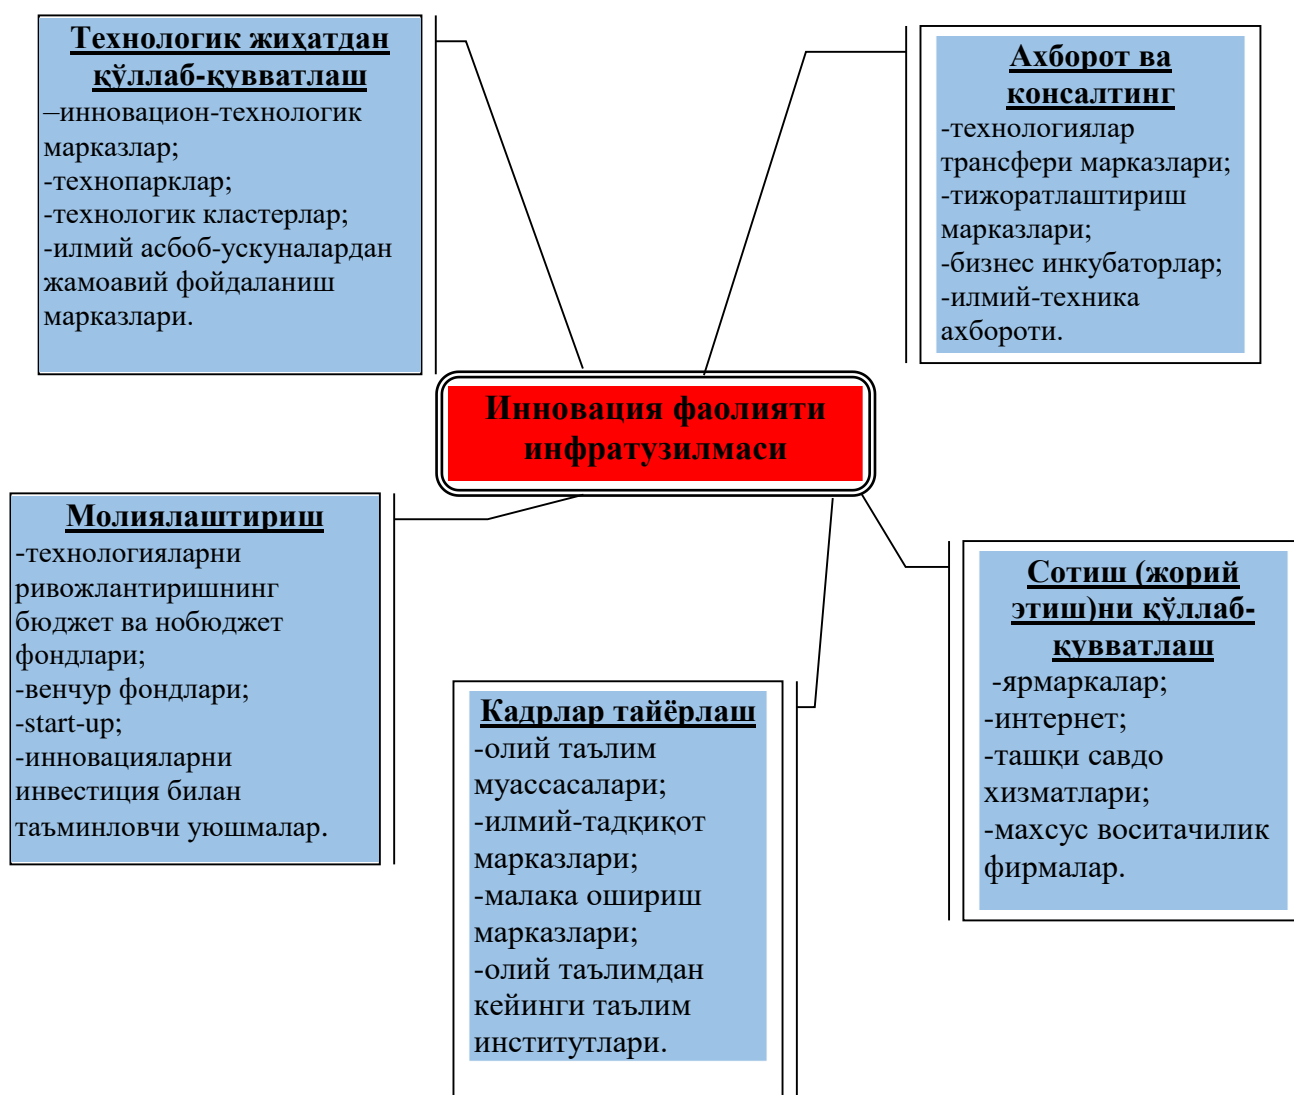 Технологик жиҳатдан
қўллаб-қувватлаш
–инновацион-технологик
марказлар;
-технопарклар;
-технологик кластерлар;
-илмий асбоб-ускуналардан
жамоавий фойдаланиш
марказлари.
Ахборот ва
консалтинг
-технологиялар
трансфери марказлари;
-тижоратлаштириш
марказлари;
-бизнес инкубаторлар;
-илмий-техника
ахбороти.
Инновация фаолияти
инфратузилмаси
Молиялаштириш
-технологияларни
ривожлантиришнинг
бюджет ва нобюджет
фондлари;
-венчур фондлари;
-start-up;
-инновацияларни
инвестиция билан
таъминловчи уюшмалар.
Кадрлар тайёрлаш
-олий таълим
муассасалари;
-илмий-тадқиқот
марказлари;
-малака ошириш
марказлари;
-олий таълимдан
кейинги таълим
институтлари.
Сотиш (жорий
этиш)ни қўллаб-
қувватлаш
-ярмаркалар;
-интернет;
-ташқи савдо
хизматлари;
-махсус воситачилик
фирмалар.